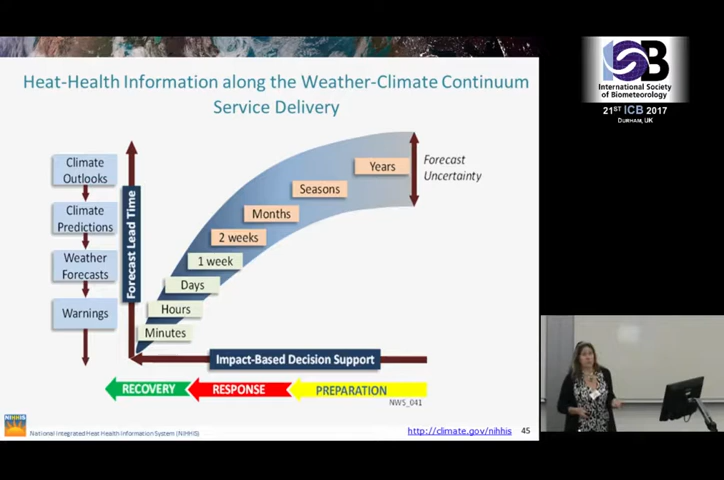 Heat-Health Information along the Weather-Climate Continuum
Service Delivery
ISB
International Society
of Biometeorology
21ST ICB 2017
DURHAM, UK
Climate
Outlooks
Climate
Predictions
Weather
Forecasts
Warnings
Forecast Lead Time
Years
Seasons
Months
2 weeks
1 week
Days
Hours
Minutes
Forecast
Uncertainty
Impact-Based Decision Support
RECOVERY
RESPONSE
PREPARATION
NWS_041
NIHHIS
National Integrated Heat Health Information System (NIHHIS)
http://climate.gov/nihhis
45